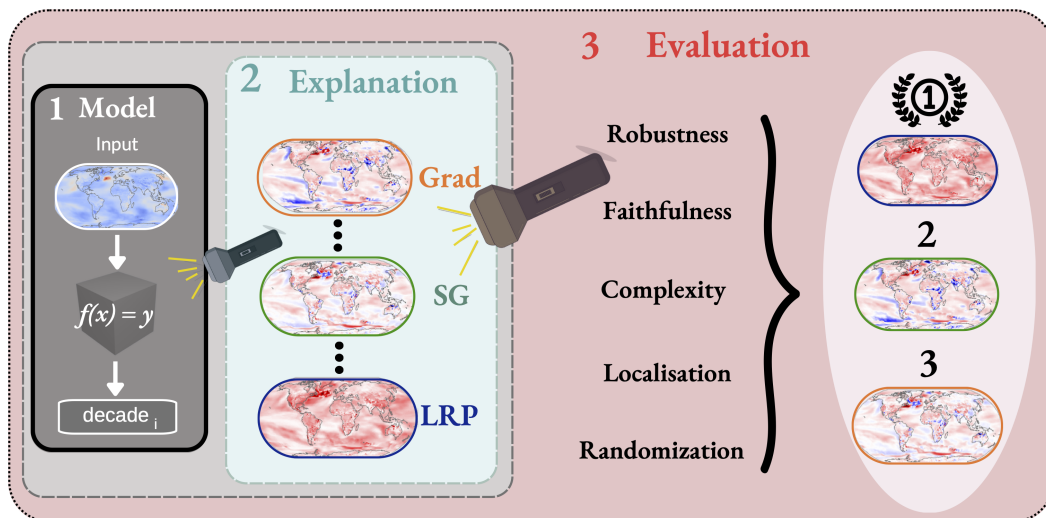 1 Model
Input
f(x) = y
decade i
2 Explanation
Grad
SG
LRP
3 Evaluation
Robustness
Faithfulness
Complexity
Localisation
Randomization
1
2
3